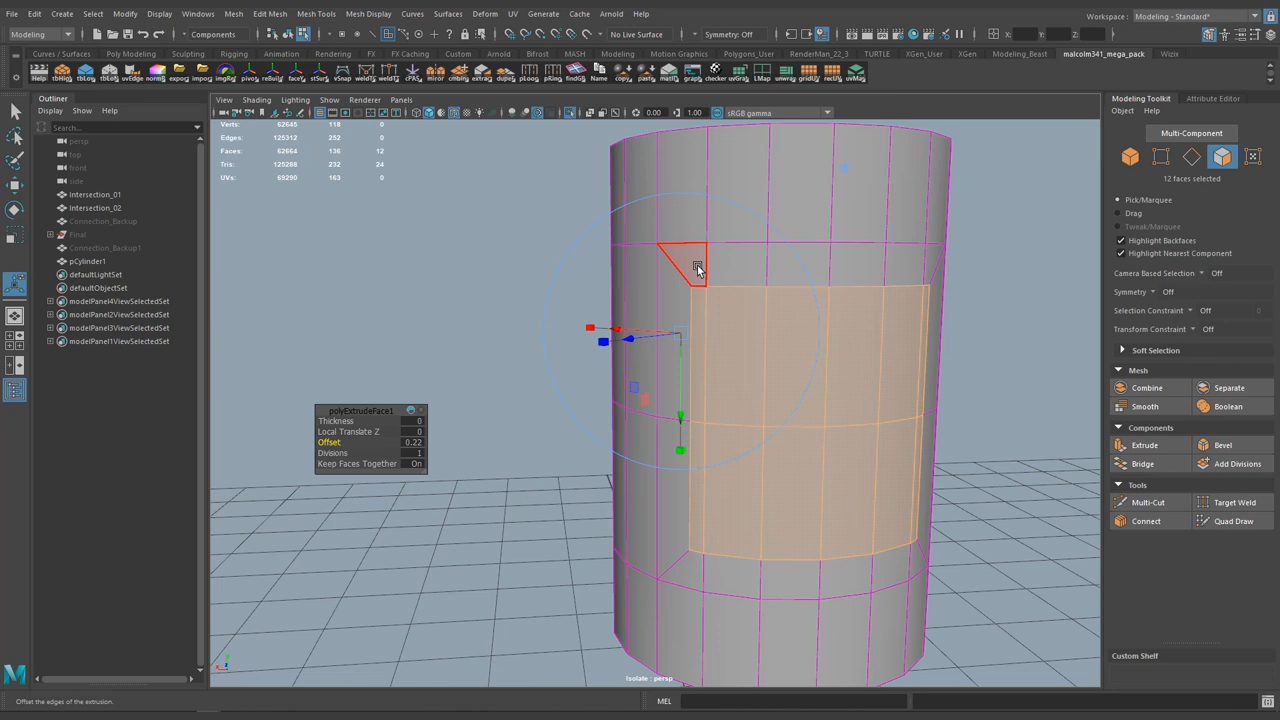 File Edit Create Select Modify Display Windows Mesh Edit Mesh Mesh Tools Mesh Display Curves Surfaces Deform UV Generate Cache Arnold Help
Workspace: Modeling - Standard*
Modeling Components No Live Surface Symmetry: Off X: Y: Z:
Curves / Surfaces Poly Modeling Sculpting Rigging Animation Rendering FX FX Caching Custom Arnold Bifrost MASH Modeling Motion Graphics Polygons_User RenderMan_22_3 TURTLE XGen_User XGen Modeling_Beast malcolm341_mega_pack Wizix
Help
Name
Outliner
Display Show Help
Search...
persp
top
front
side
Intersection_01
Intersection_02
Connection_Backup
Final
Connection_Backup1
pCylinder1
defaultLightSet
defaultObjectSet
modelPanel4ViewSelectedSet
modelPanel2ViewSelectedSet
modelPanel3ViewSelectedSet
modelPanel1ViewSelectedSet
View Shading Lighting Show Renderer Panels
0.00 1.00 sRGB gamma
Verts: 62645 118 0
Edges: 125312 252 0
Faces: 62664 136 12
Tris: 125288 232 24
UVs: 69290 163 0
polyExtrudeFace1
Thickness 0
Local Translate Z 0
Offset 0.22
Divisions 1
Keep Faces Together On
Isolate : persp
Modeling Toolkit Attribute Editor
Object Help
Multi-Component
12 faces selected
Pick/Marquee
Drag
Tweak/Marquee
Highlight Backfaces
Highlight Nearest Component
Camera Based Selection Off
Symmetry Off
Selection Constraint Off
Transform Constraint Off
Soft Selection
Mesh
Combine Separate
Smooth Boolean
Components
Extrude Bevel
Bridge Add Divisions
Tools
Multi-Cut Target Weld
Connect Quad Draw
Custom Shelf
Offset the edges of the extrusion.
MEL